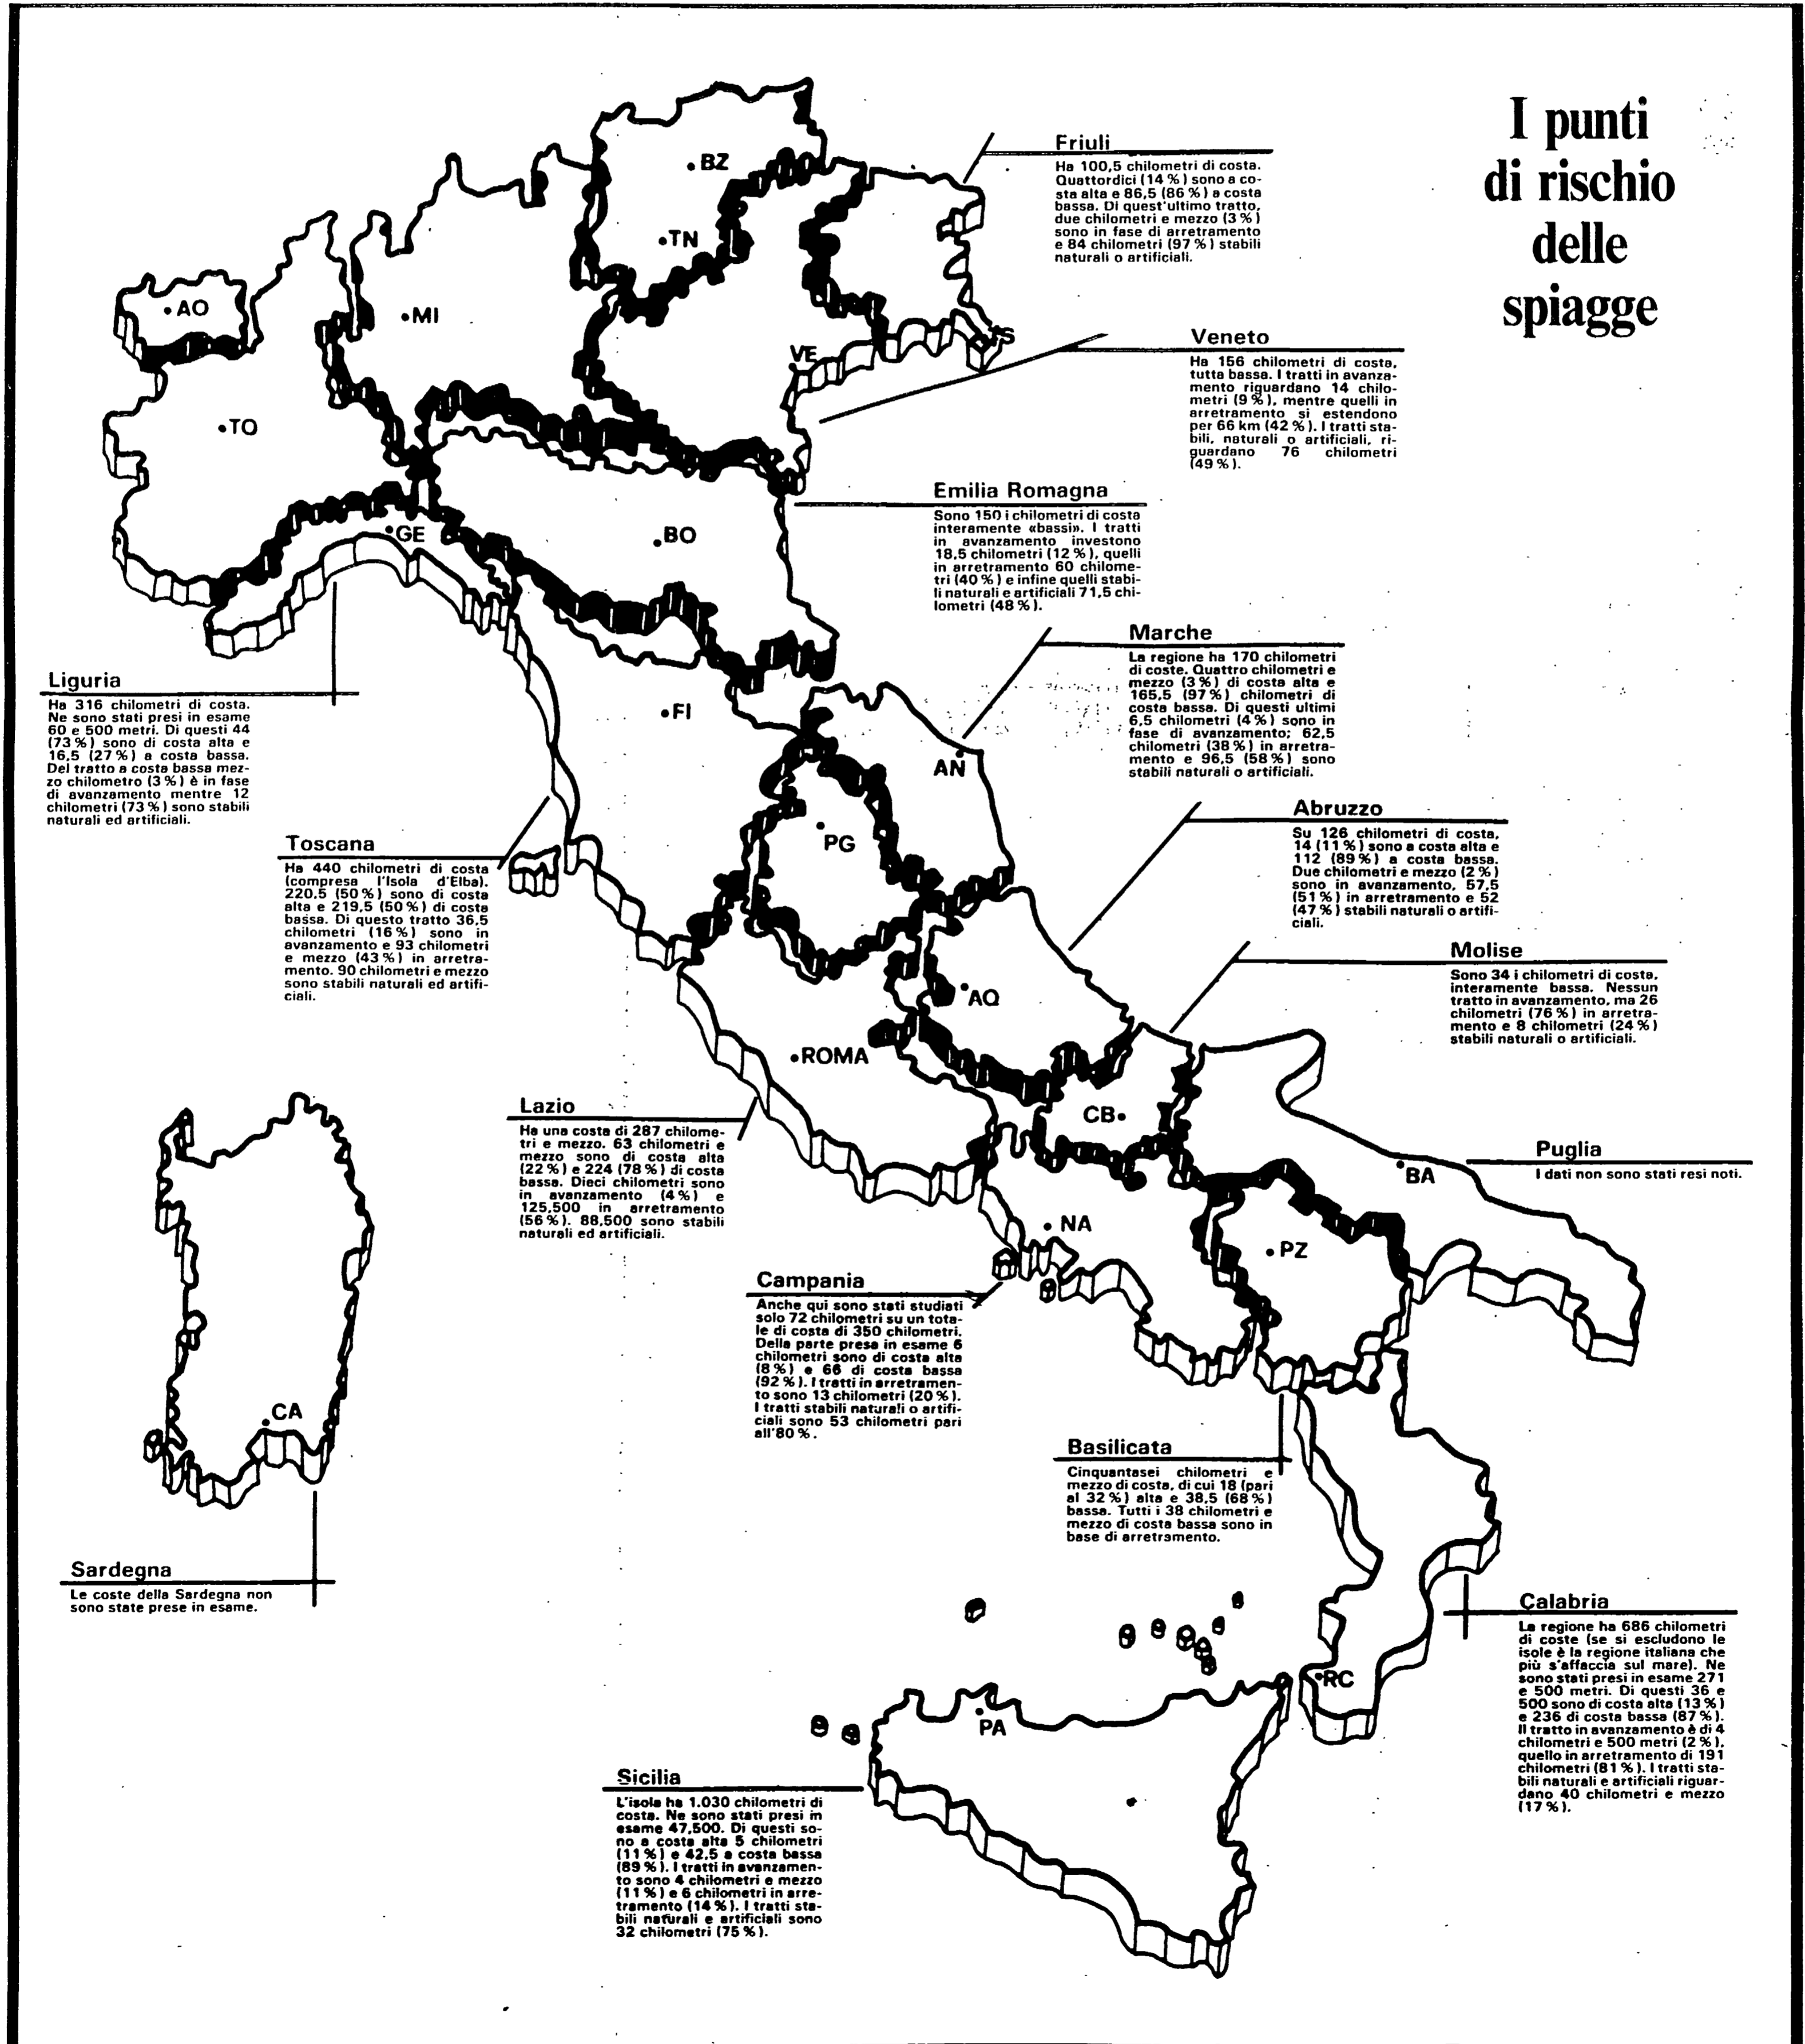 I punti
di rischio
delle
spiagge
Friuli
Ha 100,5 chilometri di costa.
Quattordici (14 %) sono a co-
sta alta e 86,5 (86 %) a costa
bassa. Di quest'ultimo tratto,
due chilometri e mezzo (3 %)
sono in fase di arretramento
e 84 chilometri (97 %) stabili
naturali o artificiali.
Veneto
Ha 156 chilometri di costa,
tutta bassa. I tratti in avanza-
mento riguardano 14 chilo-
metri (9 %), mentre quelli in
arretramento si estendono
per 66 km (42 %). I tratti sta-
bili, naturali o artificiali, ri-
guardano 76 chilometri
(49 %).
Emilia Romagna
Sono 150 i chilometri di costa
interamente «bassi». I tratti
in avanzamento investono
18,5 chilometri (12 %), quelli
in arretramento 60 chilome-
tri (40 %) e infine quelli stabi-
li naturali e artificiali 71,5 chi-
lometri (48 %).
Marche
La regione ha 170 chilometri
di coste. Quattro chilometri e
mezzo (3 %) di costa alta e
165,5 (97 %) chilometri di
costa bassa. Di questi ultimi
6,5 chilometri (4 %) sono in
fase di avanzamento; 62,5
chilometri (38 %) in arretra-
mento e 96,5 (58 %) sono
stabili naturali o artificiali.
Liguria
Ha 316 chilometri di costa.
Ne sono stati presi in esame
60 e 500 metri. Di questi 44
(73 %) sono di costa alta e
16,5 (27 %) a costa bassa.
Del tratto a costa bassa mez-
zo chilometro (3 %) è in fase
di avanzamento mentre 12
chilometri (73 %) sono stabili
naturali ed artificiali.
Toscana
Ha 440 chilometri di costa
(compresa l'Isola d'Elba).
220,5 (50 %) sono di costa
alta e 219,5 (50 %) di costa
bassa. Di questo tratto 36,5
chilometri (16 %) sono in
avanzamento e 93 chilometri
e mezzo (43 %) in arretra-
mento. 90 chilometri e mezzo
sono stabili naturali ed artifi-
ciali.
Abruzzo
Su 126 chilometri di costa,
14 (11 %) sono a costa alta e
112 (89 %) a costa bassa.
Due chilometri e mezzo (2 %)
sono in avanzamento, 57,5
(51 %) in arretramento e 52
(47 %) stabili naturali o artifi-
ciali.
Molise
Sono 34 i chilometri di costa,
interamente bassa. Nessun
tratto in avanzamento, ma 26
chilometri (76 %) in arretra-
mento e 8 chilometri (24 %)
stabili naturali o artificiali.
Lazio
Ha una costa di 287 chilome-
tri e mezzo. 63 chilometri e
mezzo sono di costa alta
(22 %) e 224 (78 %) di costa
bassa. Dieci chilometri sono
in avanzamento (4 %) e
125,500 in arretramento
(56 %). 88,500 sono stabili
naturali ed artificiali.
Puglia
I dati non sono stati resi noti.
Campania
Anche qui sono stati studiati
solo 72 chilometri su un tota-
le di costa di 350 chilometri.
Della parte presa in esame 6
chilometri sono di costa alta
(8 %) e 66 di costa bassa
(92 %). I tratti in arretramen-
to sono 13 chilometri (20 %).
I tratti stabili naturali o artifi-
ciali sono 53 chilometri pari
all'80 %.
Basilicata
Cinquantasei chilometri e
mezzo di costa, di cui 18 (pari
al 32 %) alta e 38,5 (68 %)
bassa. Tutti i 38 chilometri e
mezzo di costa bassa sono in
base di arretramento.
Sardegna
Le coste della Sardegna non
sono state prese in esame.
Calabria
La regione ha 686 chilometri
di coste (se si escludono le
isole è la regione italiana che
più s'affaccia sul mare). Ne
sono stati presi in esame 271
e 500 metri. Di questi 36 e
500 sono di costa alta (13 %)
e 236 di costa bassa (87 %).
Il tratto in avanzamento è di 4
chilometri e 500 metri (2 %),
quello in arretramento di 191
chilometri (81 %). I tratti sta-
bili naturali e artificiali riguar-
dano 40 chilometri e mezzo
(17 %).
Sicilia
L'isola ha 1.030 chilometri di
costa. Ne sono stati presi in
esame 47,500. Di questi so-
no a costa alta 5 chilometri
(11 %) e 42,5 a costa bassa
(89 %). I tratti in avanzamen-
to sono 4 chilometri e mezzo
(11 %) e 6 chilometri in arre-
tramento (14 %). I tratti sta-
bili naturali e artificiali sono
32 chilometri (75 %).
BZ
TN
AO
MI
VE
TS
TO
GE
BO
FI
AN
PG
AQ
ROMA
CB
BA
NA
PZ
CA
RC
PA